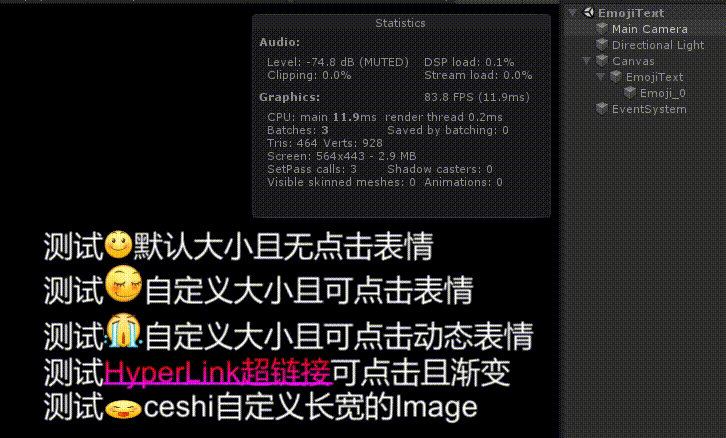 Statistics
Audio:
Level: -74.8 dB (MUTED) DSP load: 0.1%
Clipping: 0.0% Stream load: 0.0%
Graphics: 83.8 FPS (11.9ms)
CPU: main 11.9ms render thread 0.2ms
Batches: 3 Saved by batching: 0
Tris: 464 Verts: 928
Screen: 564x443 - 2.9 MB
SetPass calls: 3 Shadow casters: 0
Visible skinned meshes: 0 Animations: 0
测试默认大小且无点击表情
测试自定义大小且可点击表情
测试自定义大小且可点击动态表情
测试HyperLink超链接可点击且渐变
测试ceshi自定义长宽的Image
EmojiText
Main Camera
Directional Light
Canvas
EmojiText
Emoji_0
EventSystem